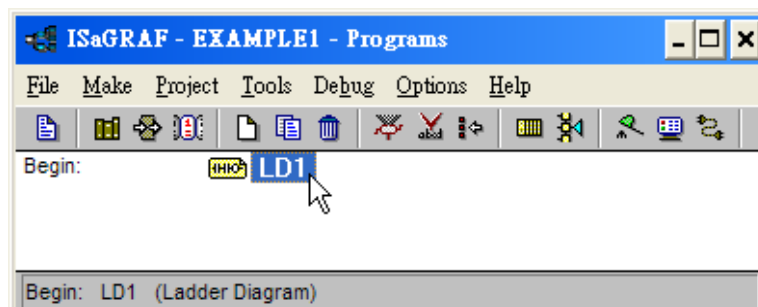 ISaGRAF - EXAMPLE1 - Programs
File Make Project Tools Debug Options Help
Begin: LD1
Begin: LD1 (Ladder Diagram)